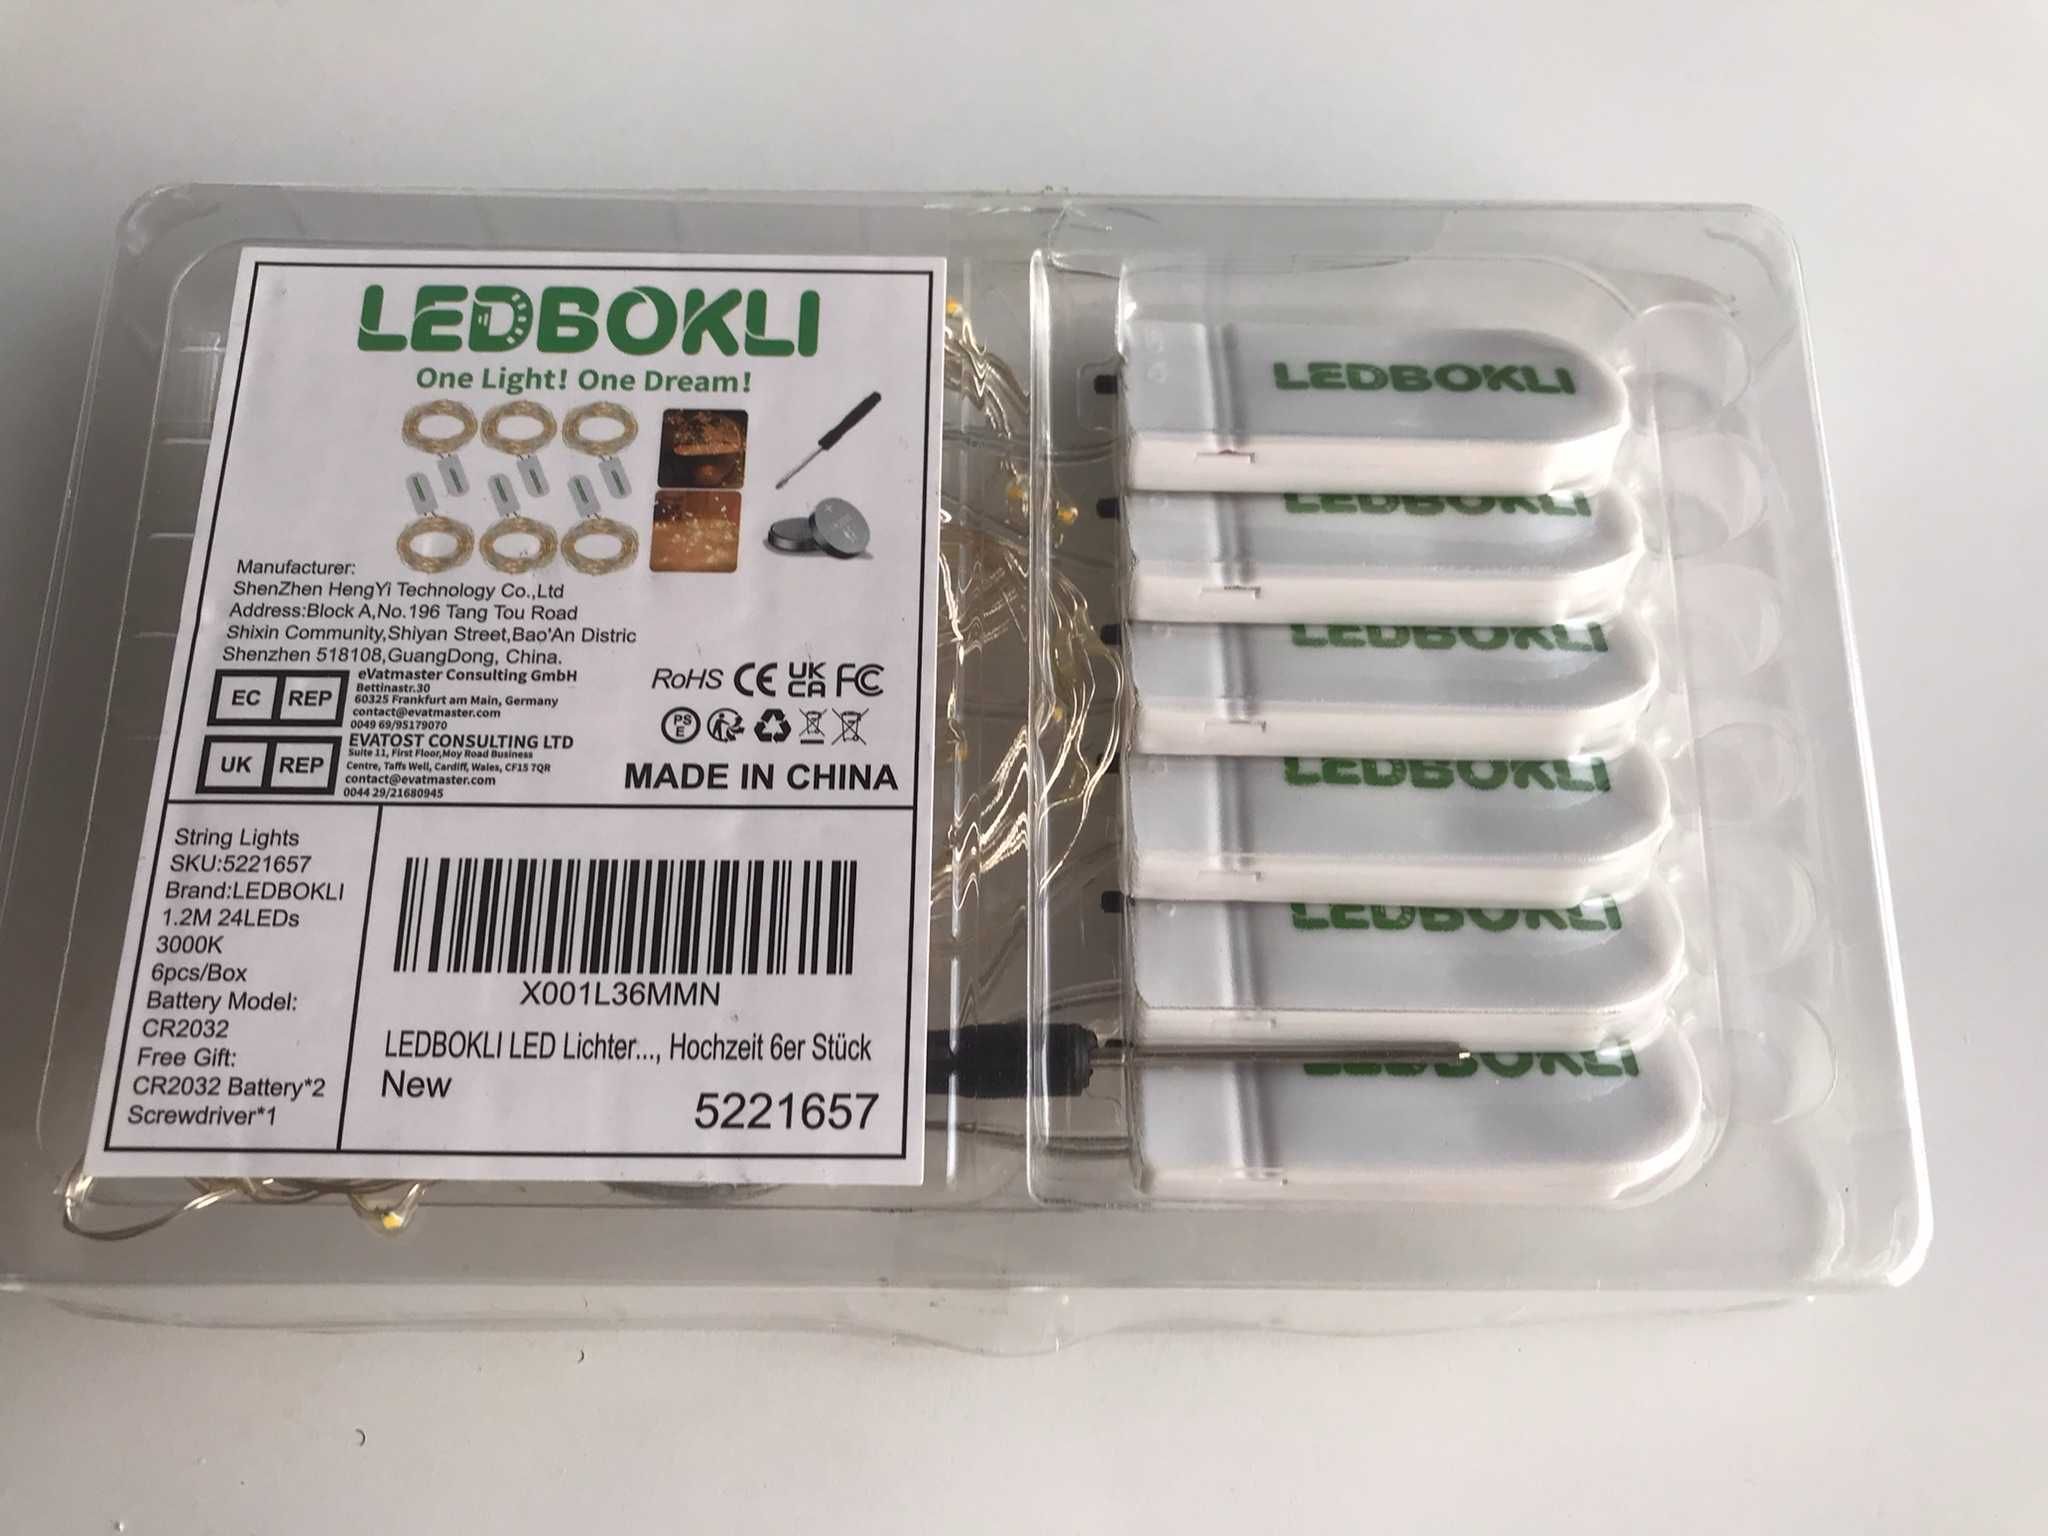 LEDBOKLI
One Light! One Dream!
Manufacturer:
ShenZhen HengYi Technology Co.,Ltd
Address:Block A,No.196 Tang Tou Road
Shixin Community,Shiyan Street,Bao'An Distric
Shenzhen 518108,GuangDong, China.
EC REP
eVatmaster Consulting GmbH
Bettinastr.30
60325 Frankfurt am Main, Germany
contact@evatmaster.com
0049 69/95179070
UK REP
EVATOST CONSULTING LTD
Suite 11, First Floor,Moy Road Business
Centre, Taffs Well, Cardiff, Wales, CF15 7QR
contact@evatmaster.com
0044 29/21680945
RoHS CE UK CA FC
PS E
MADE IN CHINA
String Lights
SKU:5221657
Brand:LEDBOKLI
1.2M 24LEDs
3000K
6pcs/Box
Battery Model:
CR2032
Free Gift:
CR2032 Battery*2
Screwdriver*1
X001L36MMN
LEDBOKLI LED Lichter..., Hochzeit 6er Stück
New
5221657
LEDBOKLI
LEDBOKLI
LEDBOKLI
LEDBOKLI
LEDBOKLI
LEDBOKLI